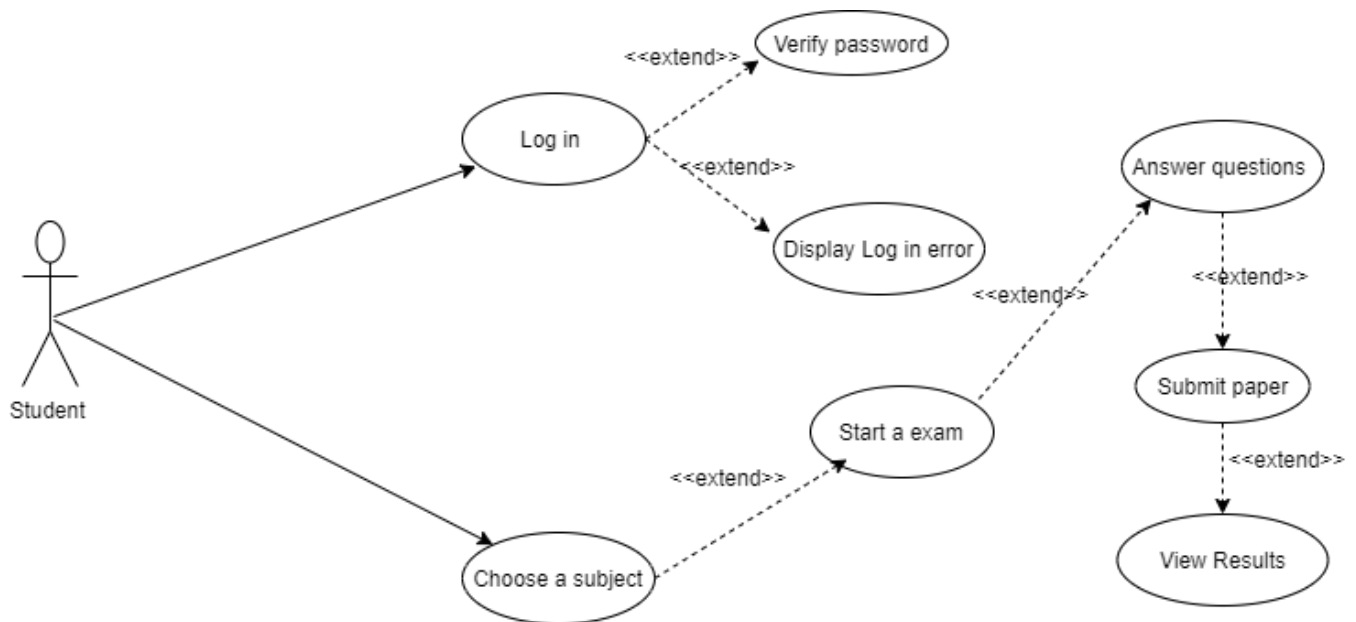 Verify password
<<extend>>
Log in
<<extend>>
Answer questions
Display Log in error
<<extend>>
<<extend>>
Submit paper
Student
Start a exam
<<extend>>
<<extend>>
View Results
Choose a subject